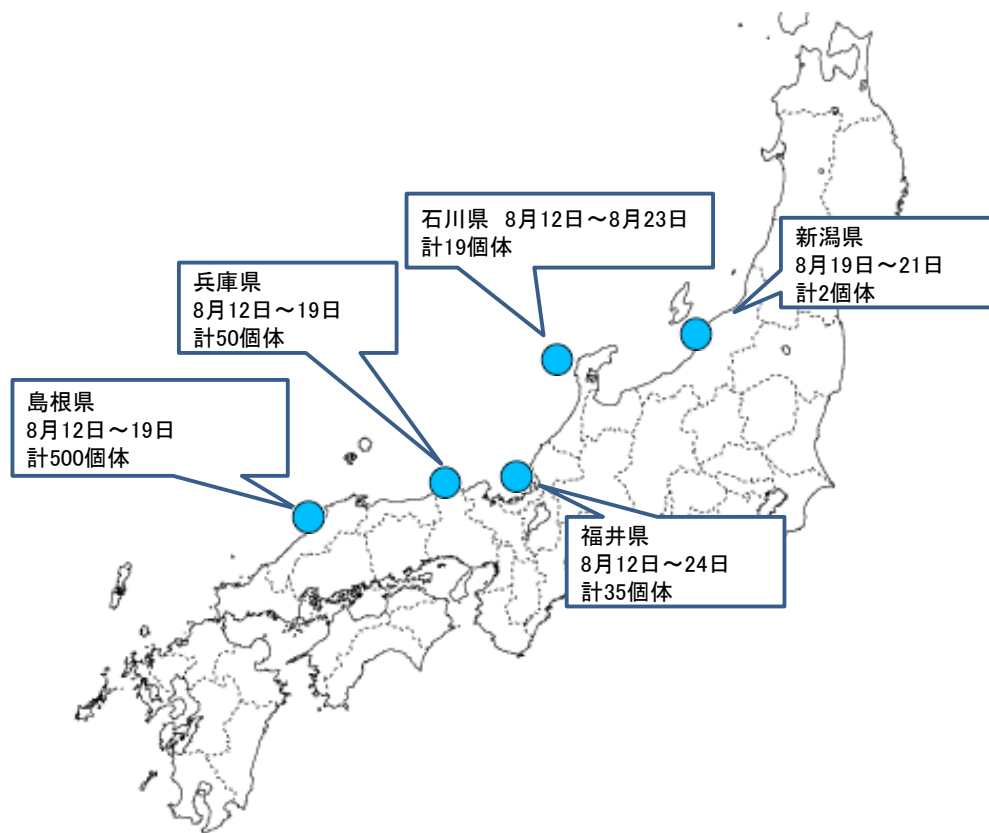 石川県 8月12日～8月23日
計19個体
新潟県
8月19日～21日
計2個体
兵庫県
8月12日～19日
計50個体
島根県
8月12日～19日
計500個体
福井県
8月12日～24日
計35個体